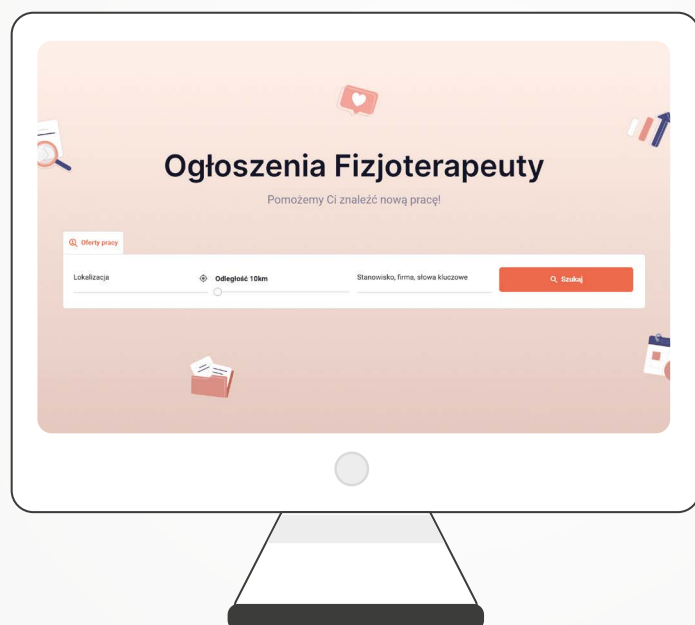 Ogłoszenia Fizjoterapeuty
Pomożemy Ci znaleźć nową pracę!
Oferty pracy
Lokalizacja
Odległość 10km
Stanowisko, firma, słowa kluczowe
Szukaj